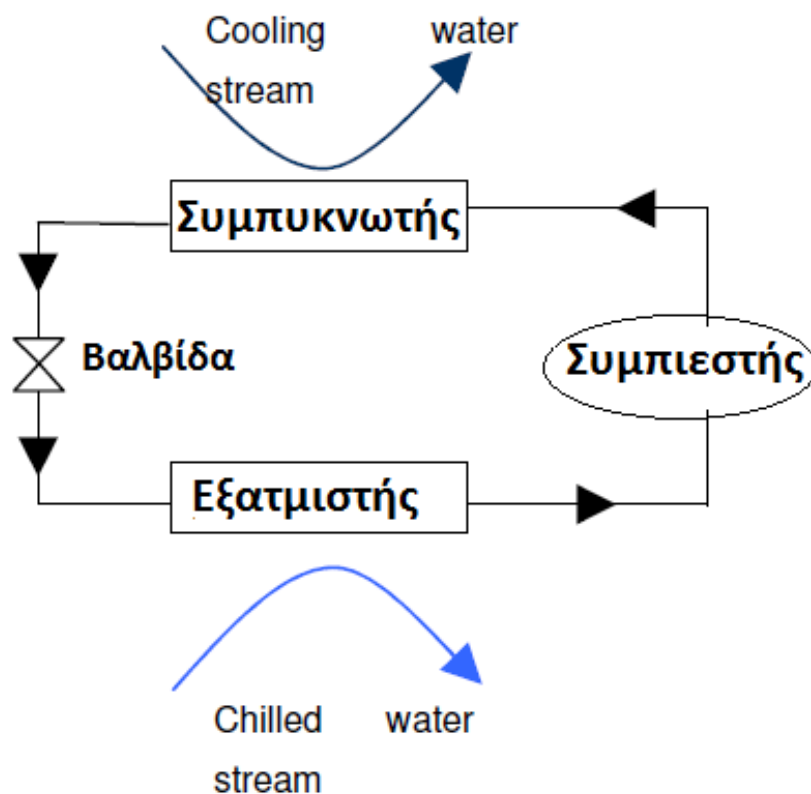 Cooling water
stream
Συμπυκνωτής
Βαλβίδα
Συμπιεστής
Εξατμιστής
Chilled water
stream